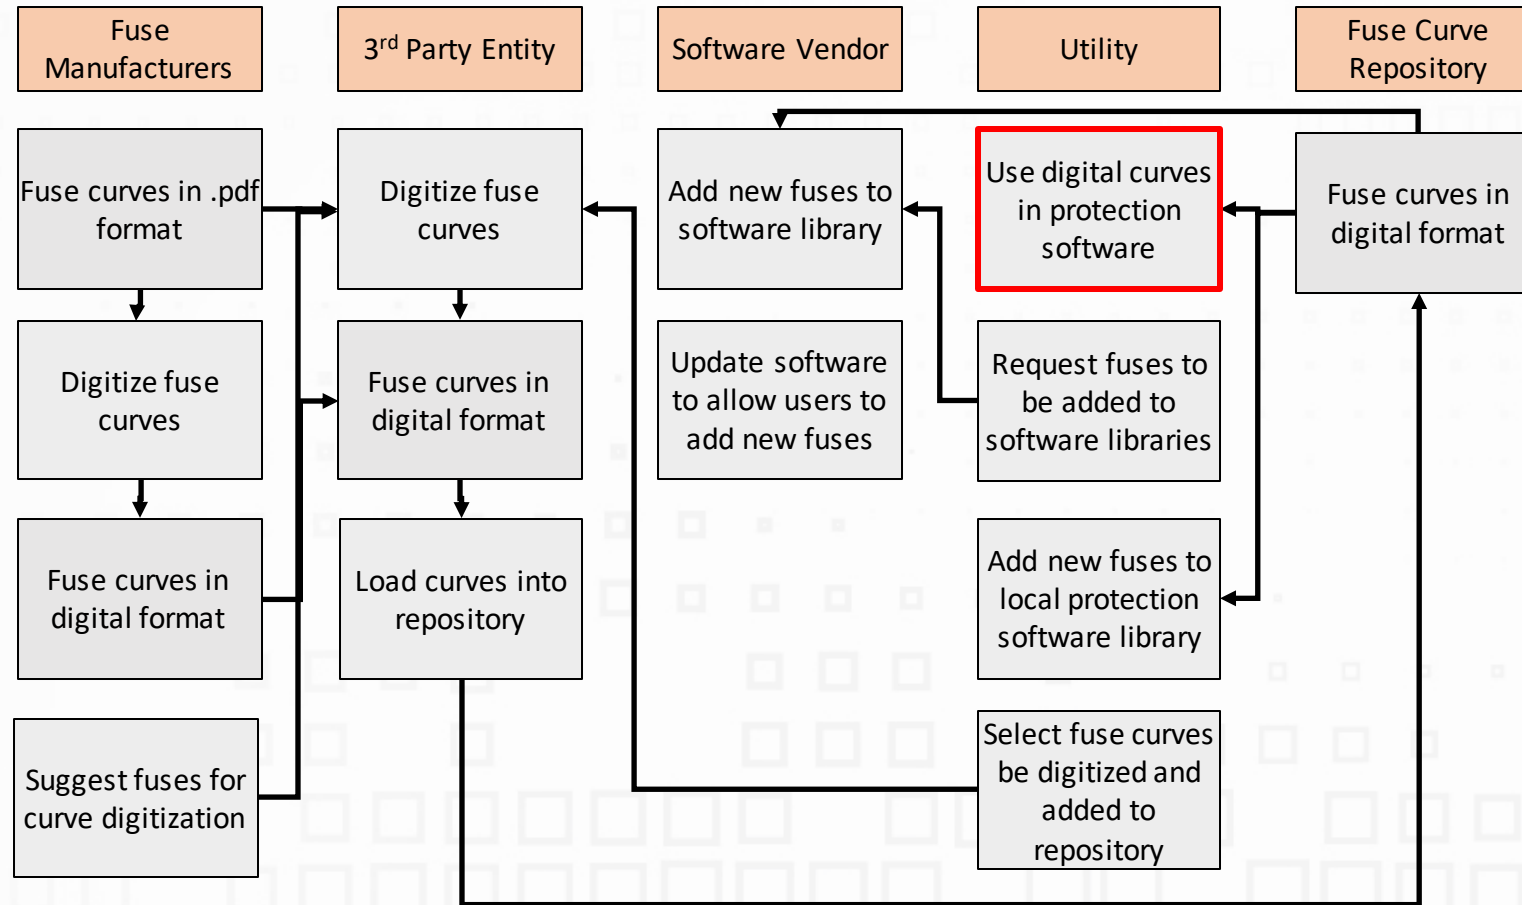 Fuse
Manufacturers
3rd Party Entity
Software Vendor
Utility
Fuse Curve
Repository
Fuse curves in .pdf
format
Digitize fuse
curves
Fuse curves in
digital format
Suggest fuses for
curve digitization
Digitize fuse
curves
Fuse curves in
digital format
Load curves into
repository
Add new fuses to
software library
Update software
to allow users to
add new fuses
Use digital curves
in protection
software
Request fuses to
be added to
software libraries
Add new fuses to
local protection
software library
Select fuse curves
be digitized and
added to
repository
Fuse curves in
digital format